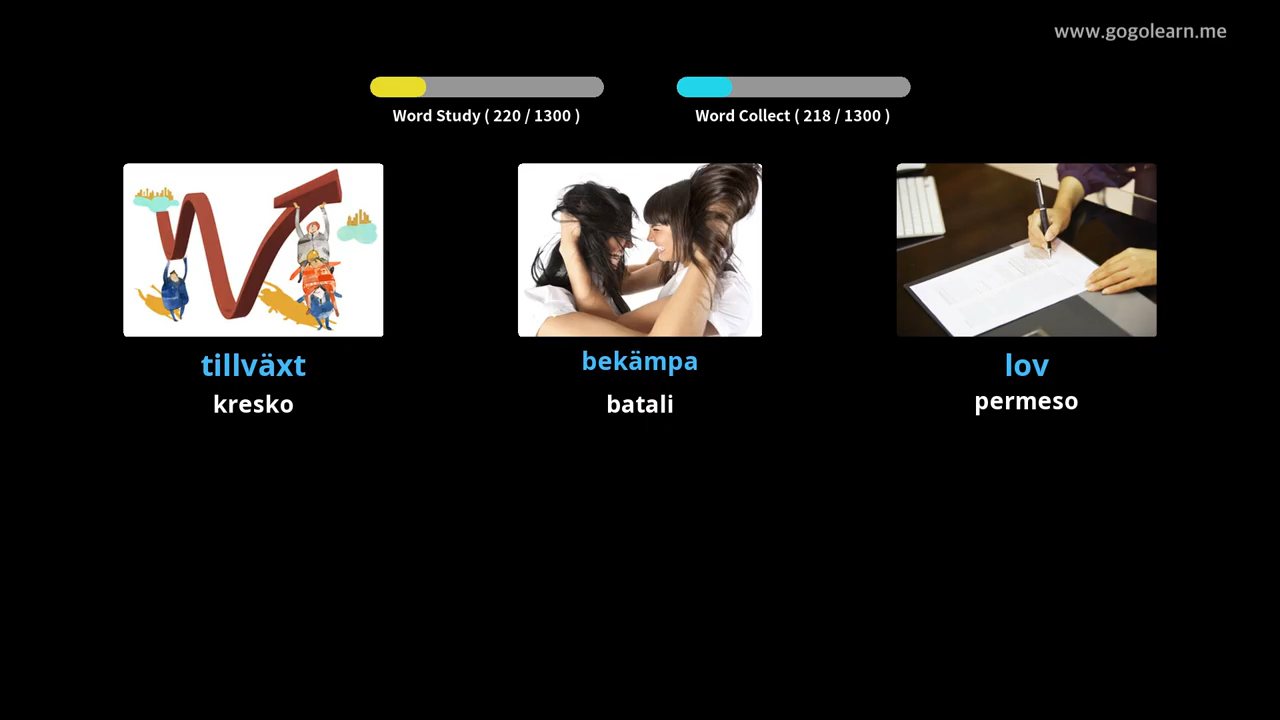 www.gogolearn.me
Word Study ( 220 / 1300 )
Word Collect ( 218 / 1300 )
tillväxt
kresko
bekämpa
batali
lov
permeso